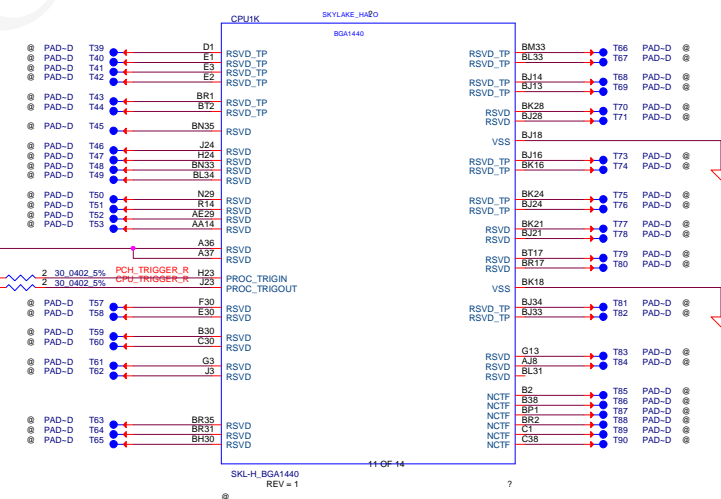 CPU1K SKYLAKE_HALO ?
BGA1440
@ PAD~D T39 D1 RSVD_TP
@ PAD~D T40 E1 RSVD_TP
@ PAD~D T41 E3 RSVD_TP
@ PAD~D T42 E2 RSVD_TP
@ PAD~D T43 BR1 RSVD_TP
@ PAD~D T44 BT2 RSVD_TP
@ PAD~D T45 BN35 RSVD
@ PAD~D T46 J24 RSVD
@ PAD~D T47 H24 RSVD
@ PAD~D T48 BN33 RSVD
@ PAD~D T49 BL34 RSVD
@ PAD~D T50 N29 RSVD
@ PAD~D T51 R14 RSVD
@ PAD~D T52 AE29 RSVD
@ PAD~D T53 AA14 RSVD
A36 RSVD
A37 RSVD
2 30_0402_5% PCH_TRIGGER_R H23 PROC_TRIGIN
2 30_0402_5% CPU_TRIGGER_R J23 PROC_TRIGOUT
@ PAD~D T57 F30 RSVD
@ PAD~D T58 E30 RSVD
@ PAD~D T59 B30 RSVD
@ PAD~D T60 C30 RSVD
@ PAD~D T61 G3 RSVD
@ PAD~D T62 J3 RSVD
@ PAD~D T63 BR35 RSVD
@ PAD~D T64 BR31 RSVD
@ PAD~D T65 BH30 RSVD
RSVD_TP BM33 T66 PAD~D @
RSVD_TP BL33 T67 PAD~D @
RSVD_TP BJ14 T68 PAD~D @
RSVD_TP BJ13 T69 PAD~D @
RSVD BK28 T70 PAD~D @
RSVD BJ28 T71 PAD~D @
VSS BJ18
RSVD_TP BJ16 T73 PAD~D @
RSVD_TP BK16 T74 PAD~D @
RSVD_TP BK24 T75 PAD~D @
RSVD_TP BJ24 T76 PAD~D @
RSVD BK21 T77 PAD~D @
RSVD BJ21 T78 PAD~D @
RSVD BT17 T79 PAD~D @
RSVD BR17 T80 PAD~D @
VSS BK18
RSVD_TP BJ34 T81 PAD~D @
RSVD_TP BJ33 T82 PAD~D @
RSVD G13 T83 PAD~D @
RSVD AJ8 T84 PAD~D @
RSVD BL31
NCTF B2 T85 PAD~D @
NCTF B38 T86 PAD~D @
NCTF BP1 T87 PAD~D @
NCTF BR2 T88 PAD~D @
NCTF C1 T89 PAD~D @
NCTF C38 T90 PAD~D @
11 OF 14
SKL-H_BGA1440
REV = 1 ?
@